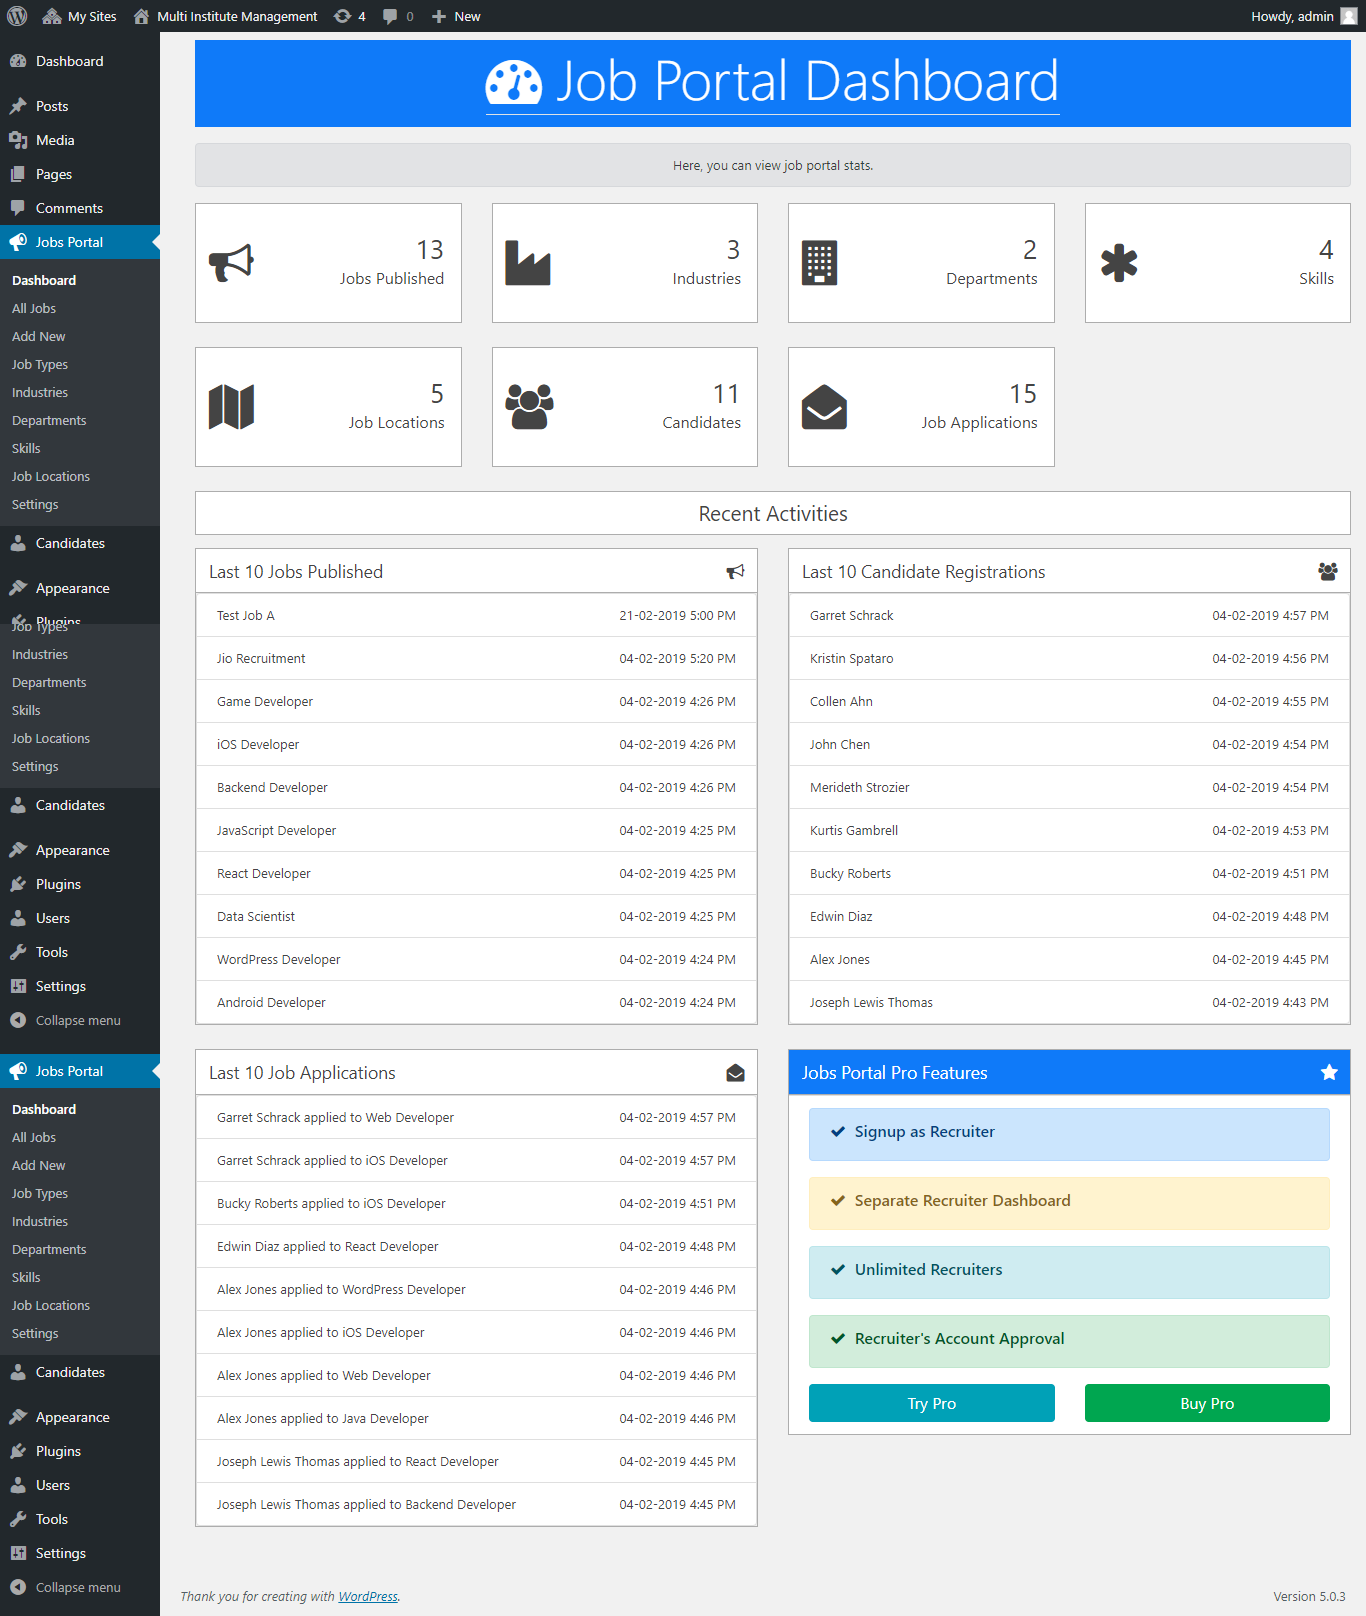 My Sites
Multi Institute Management
4
0
New
Howdy, admin
Dashboard
Posts
Media
Pages
Comments
Jobs Portal
Dashboard
All Jobs
Add New
Job Types
Industries
Departments
Skills
Job Locations
Settings
Candidates
Appearance
Plugins
Job Types
Industries
Departments
Skills
Job Locations
Settings
Candidates
Appearance
Plugins
Users
Tools
Settings
Collapse menu
Jobs Portal
Dashboard
All Jobs
Add New
Job Types
Industries
Departments
Skills
Job Locations
Settings
Candidates
Appearance
Plugins
Users
Tools
Settings
Collapse menu
Job Portal Dashboard
Here, you can view job portal stats.
13
Jobs Published
3
Industries
2
Departments
4
Skills
5
Job Locations
11
Candidates
15
Job Applications
Recent Activities
Last 10 Jobs Published
Test Job A 21-02-2019 5:00 PM
Jio Recruitment 04-02-2019 5:20 PM
Game Developer 04-02-2019 4:26 PM
iOS Developer 04-02-2019 4:26 PM
Backend Developer 04-02-2019 4:26 PM
JavaScript Developer 04-02-2019 4:25 PM
React Developer 04-02-2019 4:25 PM
Data Scientist 04-02-2019 4:25 PM
WordPress Developer 04-02-2019 4:24 PM
Android Developer 04-02-2019 4:24 PM
Last 10 Candidate Registrations
Garret Schrack 04-02-2019 4:57 PM
Kristin Spataro 04-02-2019 4:56 PM
Collen Ahn 04-02-2019 4:55 PM
John Chen 04-02-2019 4:54 PM
Merideth Strozier 04-02-2019 4:54 PM
Kurtis Gambrell 04-02-2019 4:53 PM
Bucky Roberts 04-02-2019 4:51 PM
Edwin Diaz 04-02-2019 4:48 PM
Alex Jones 04-02-2019 4:45 PM
Joseph Lewis Thomas 04-02-2019 4:43 PM
Last 10 Job Applications
Garret Schrack applied to Web Developer 04-02-2019 4:57 PM
Garret Schrack applied to iOS Developer 04-02-2019 4:57 PM
Bucky Roberts applied to iOS Developer 04-02-2019 4:51 PM
Edwin Diaz applied to React Developer 04-02-2019 4:48 PM
Alex Jones applied to WordPress Developer 04-02-2019 4:46 PM
Alex Jones applied to iOS Developer 04-02-2019 4:46 PM
Alex Jones applied to Web Developer 04-02-2019 4:46 PM
Alex Jones applied to Java Developer 04-02-2019 4:46 PM
Joseph Lewis Thomas applied to React Developer 04-02-2019 4:45 PM
Joseph Lewis Thomas applied to Backend Developer 04-02-2019 4:45 PM
Jobs Portal Pro Features
Signup as Recruiter
Separate Recruiter Dashboard
Unlimited Recruiters
Recruiter's Account Approval
Try Pro
Buy Pro
Thank you for creating with WordPress.
Version 5.0.3